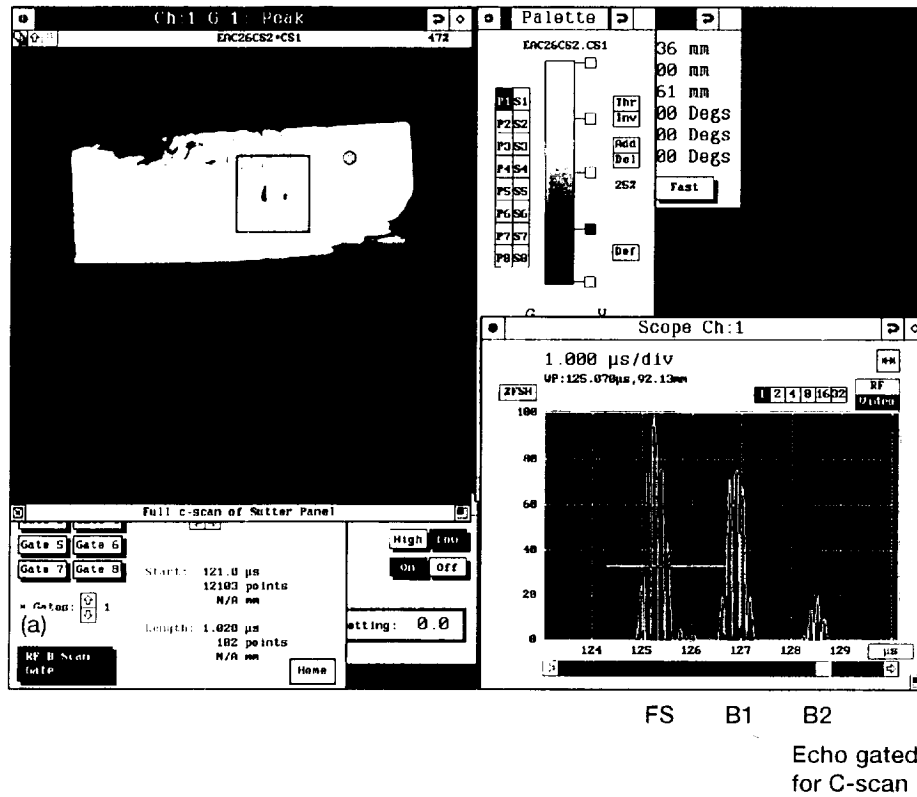 Ch:1 G 1: Peak
EAC26CS2*CS1
472
Palette
EAC26CS2.CS1
P1 S1
P2 S2
P3 S3
P4 S4
P5 S5
P6 S6
P7 S7
P8 S8
Thr
Inv
Add
Del
25%
Def
G
36 mm
00 mm
61 mm
00 Degs
00 Degs
00 Degs
Fast
Scope Ch:1
1.000 µs/div
WP:125.070µs,92.13mm
%FSH
1 2 4 8 16 32
RF
Video
100
80
60
40
20
0
124 125 126 127 128 129 µs
Full c-scan of Sutter Panel
Gate 5 Gate 6
Gate 7 Gate 8
# Gates: 1
(a)
RF B Scan
Gate
Start: 121.0 µs
12103 points
N/A mm
Length: 1.020 µs
102 points
N/A mm
Home
High
On Off
etting: 0.0
FS B1 B2
Echo gated
for C-scan